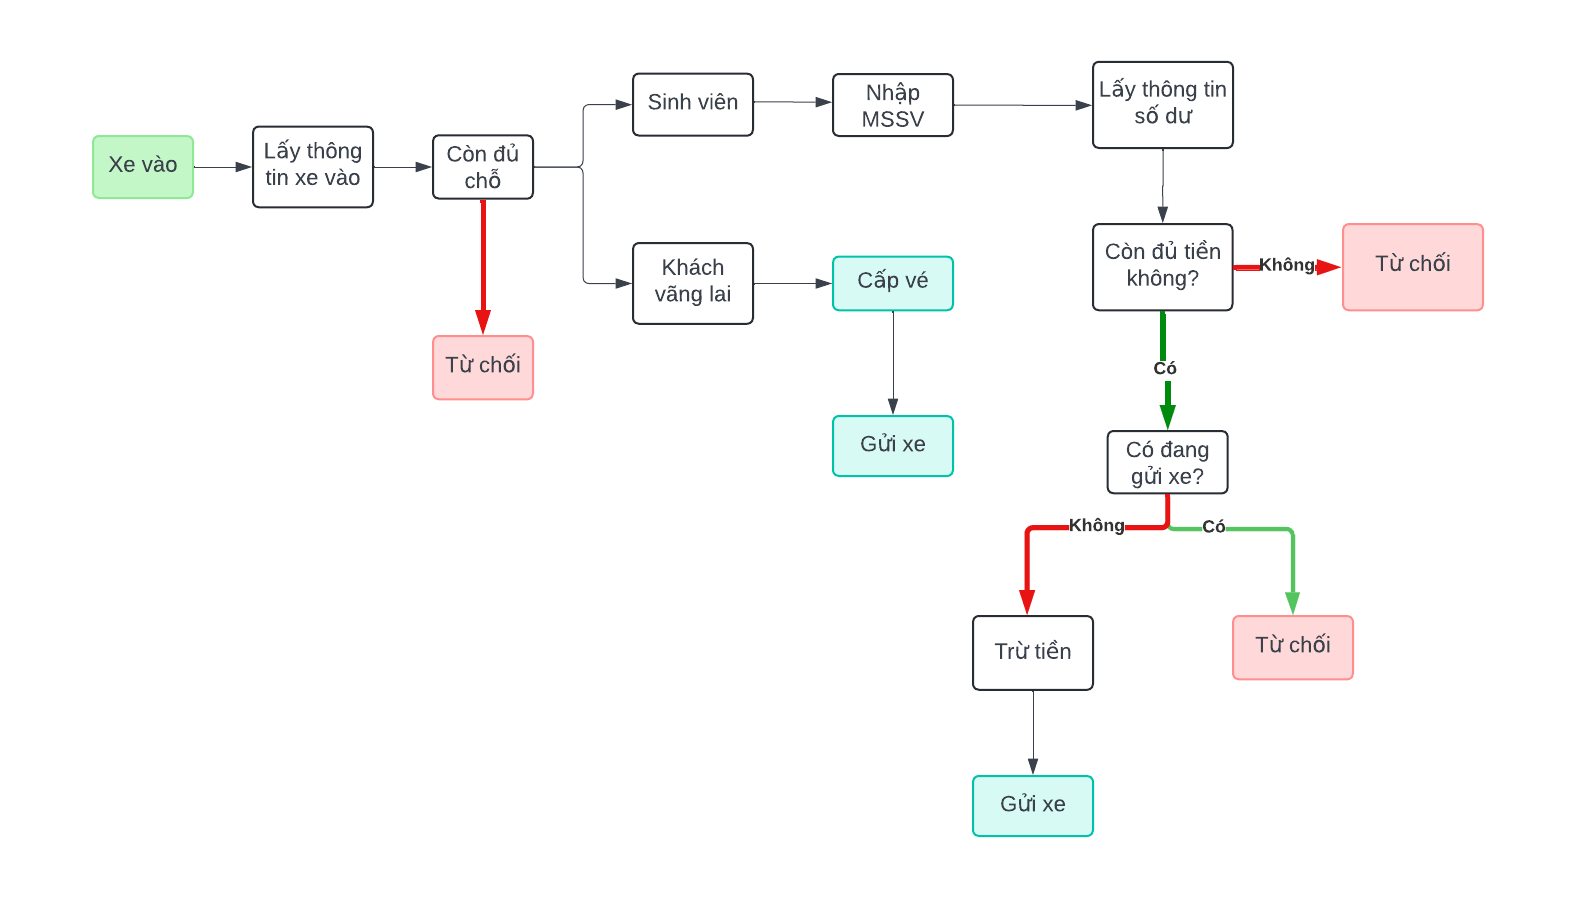 Xe vào
Lấy thông
tin xe vào
Còn đủ
chỗ
Từ chối
Sinh viên
Nhập
MSSV
Lấy thông tin
số dư
Khách
vãng lai
Cấp vé
Gửi xe
Còn đủ tiền
không?
Không
Từ chối
Có
Có đang
gửi xe?
Không
Có
Trừ tiền
Từ chối
Gửi xe